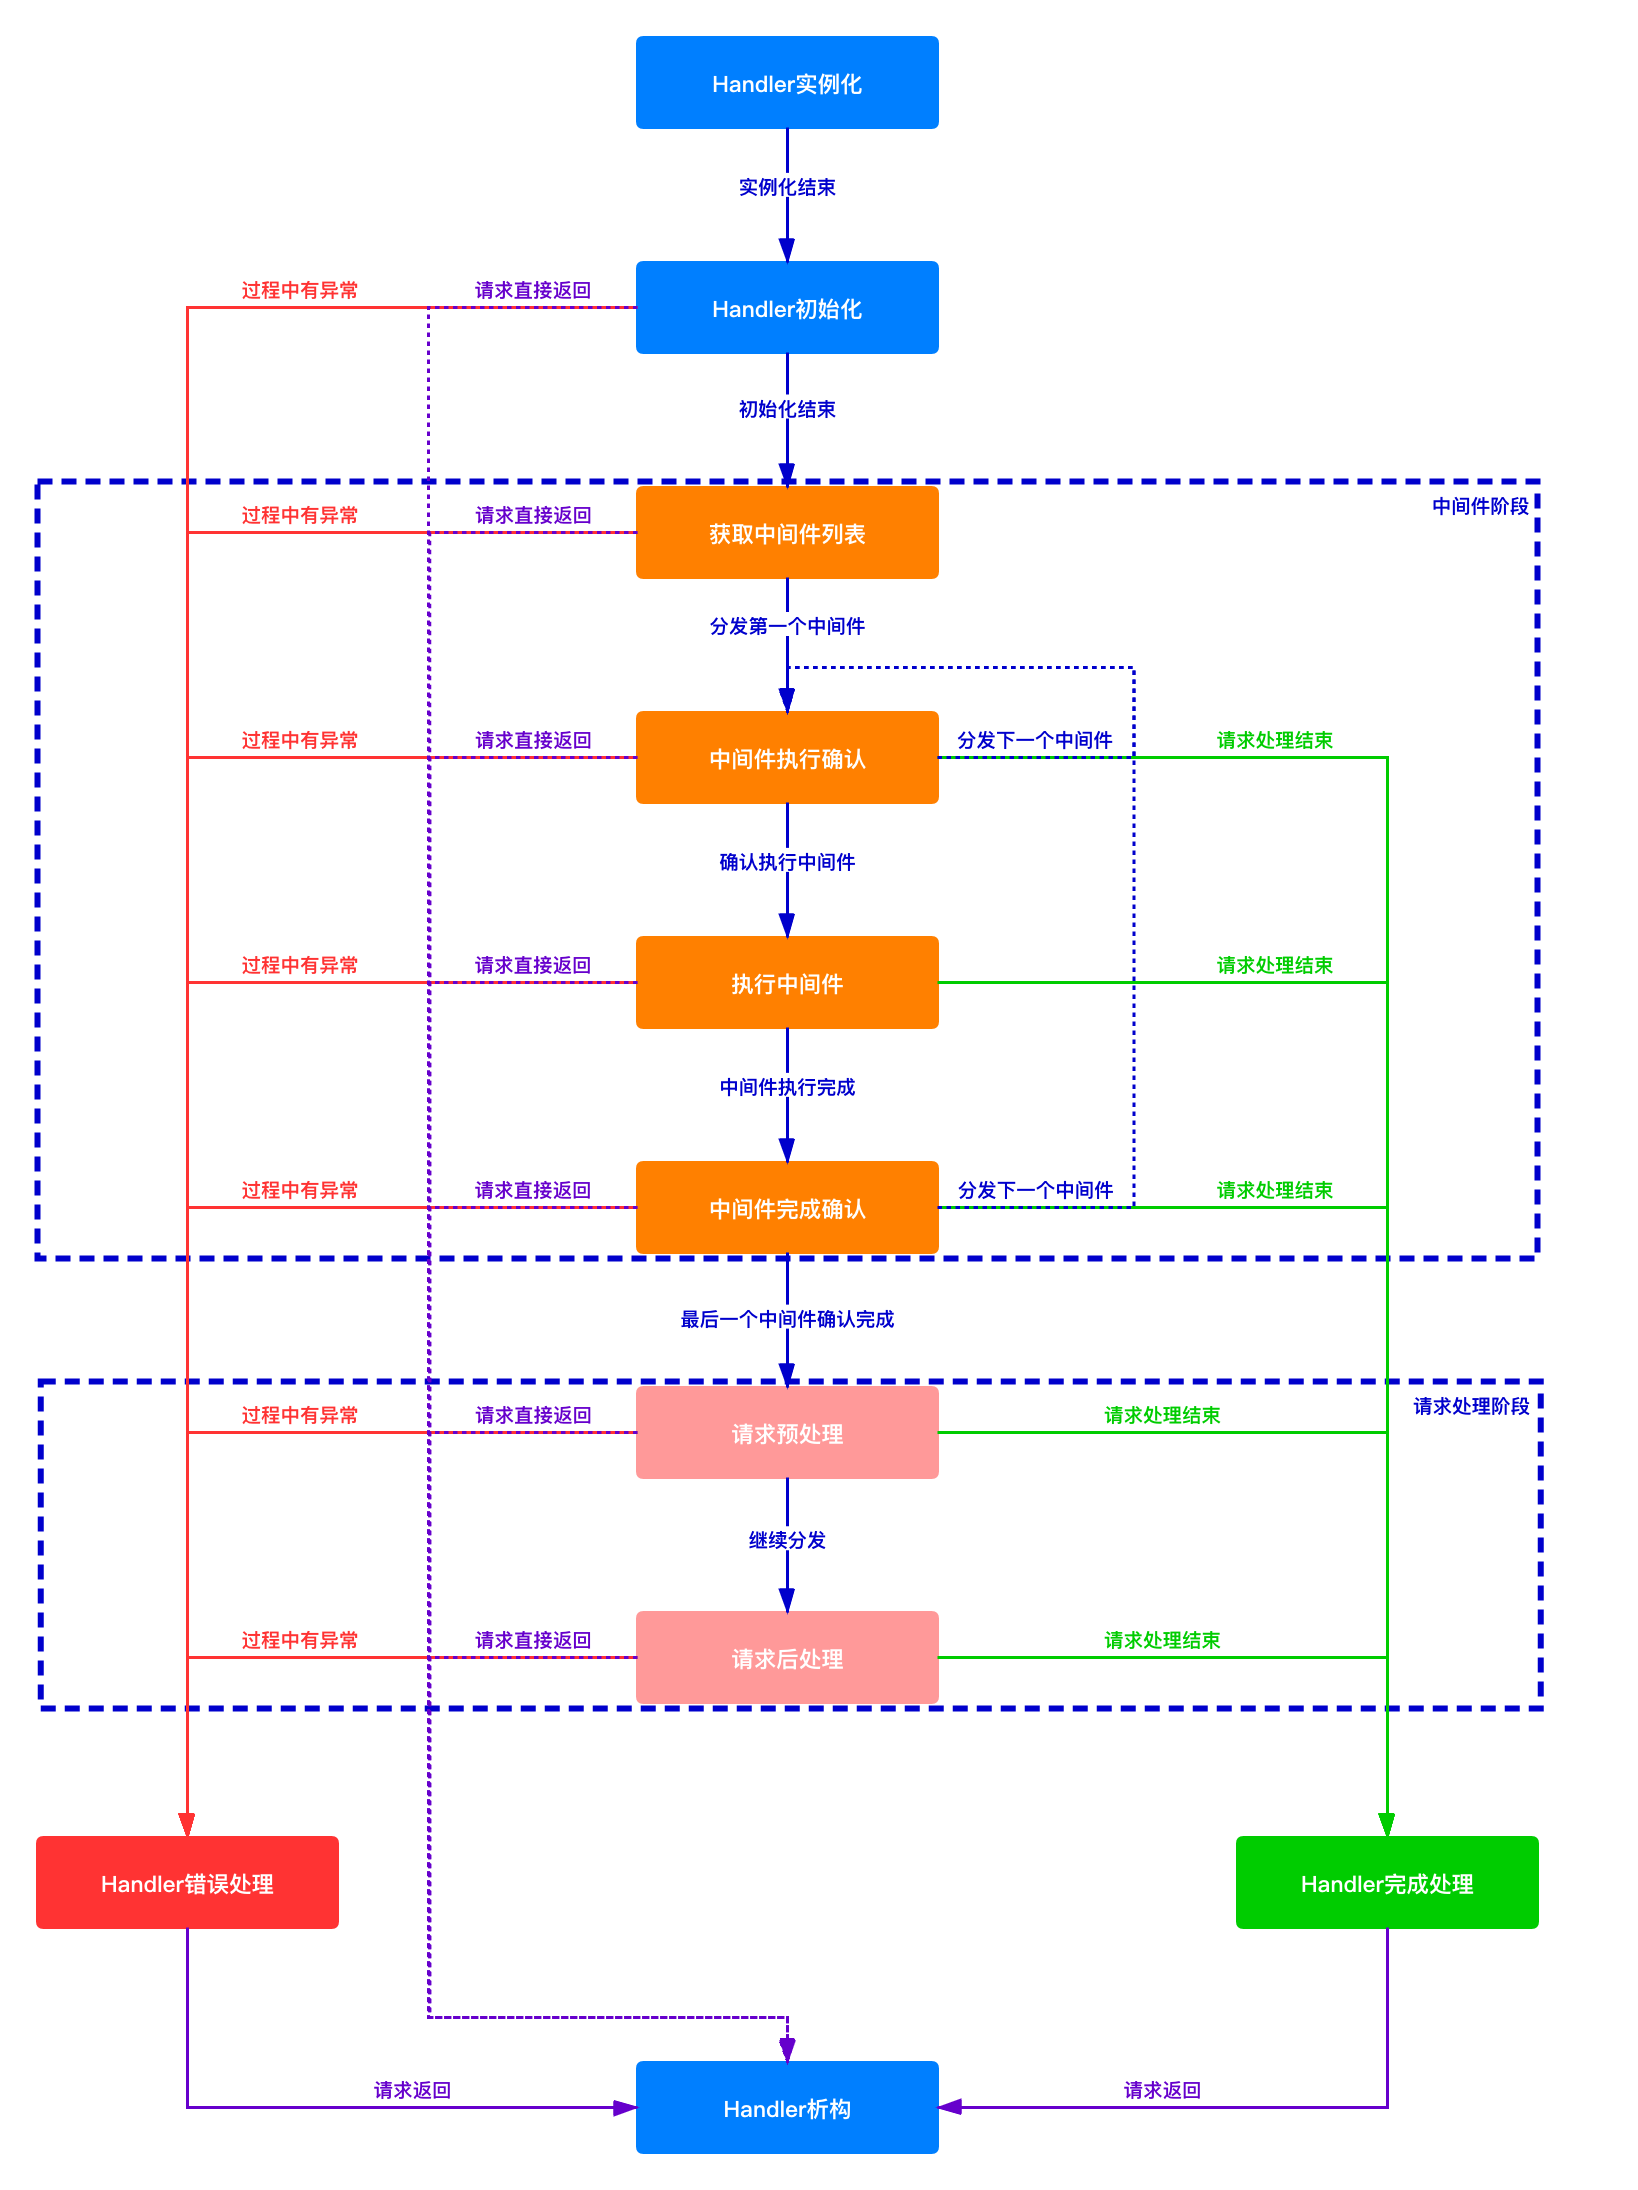 Handler实例化
实例化结束
过程中有异常
请求直接返回
Handler初始化
初始化结束
中间件阶段
过程中有异常
请求直接返回
获取中间件列表
分发第一个中间件
过程中有异常
请求直接返回
中间件执行确认
分发下一个中间件
请求处理结束
确认执行中间件
过程中有异常
请求直接返回
执行中间件
请求处理结束
中间件执行完成
过程中有异常
请求直接返回
中间件完成确认
分发下一个中间件
请求处理结束
最后一个中间件确认完成
请求处理阶段
过程中有异常
请求直接返回
请求预处理
请求处理结束
继续分发
过程中有异常
请求直接返回
请求后处理
请求处理结束
Handler错误处理
Handler完成处理
请求返回
Handler析构
请求返回